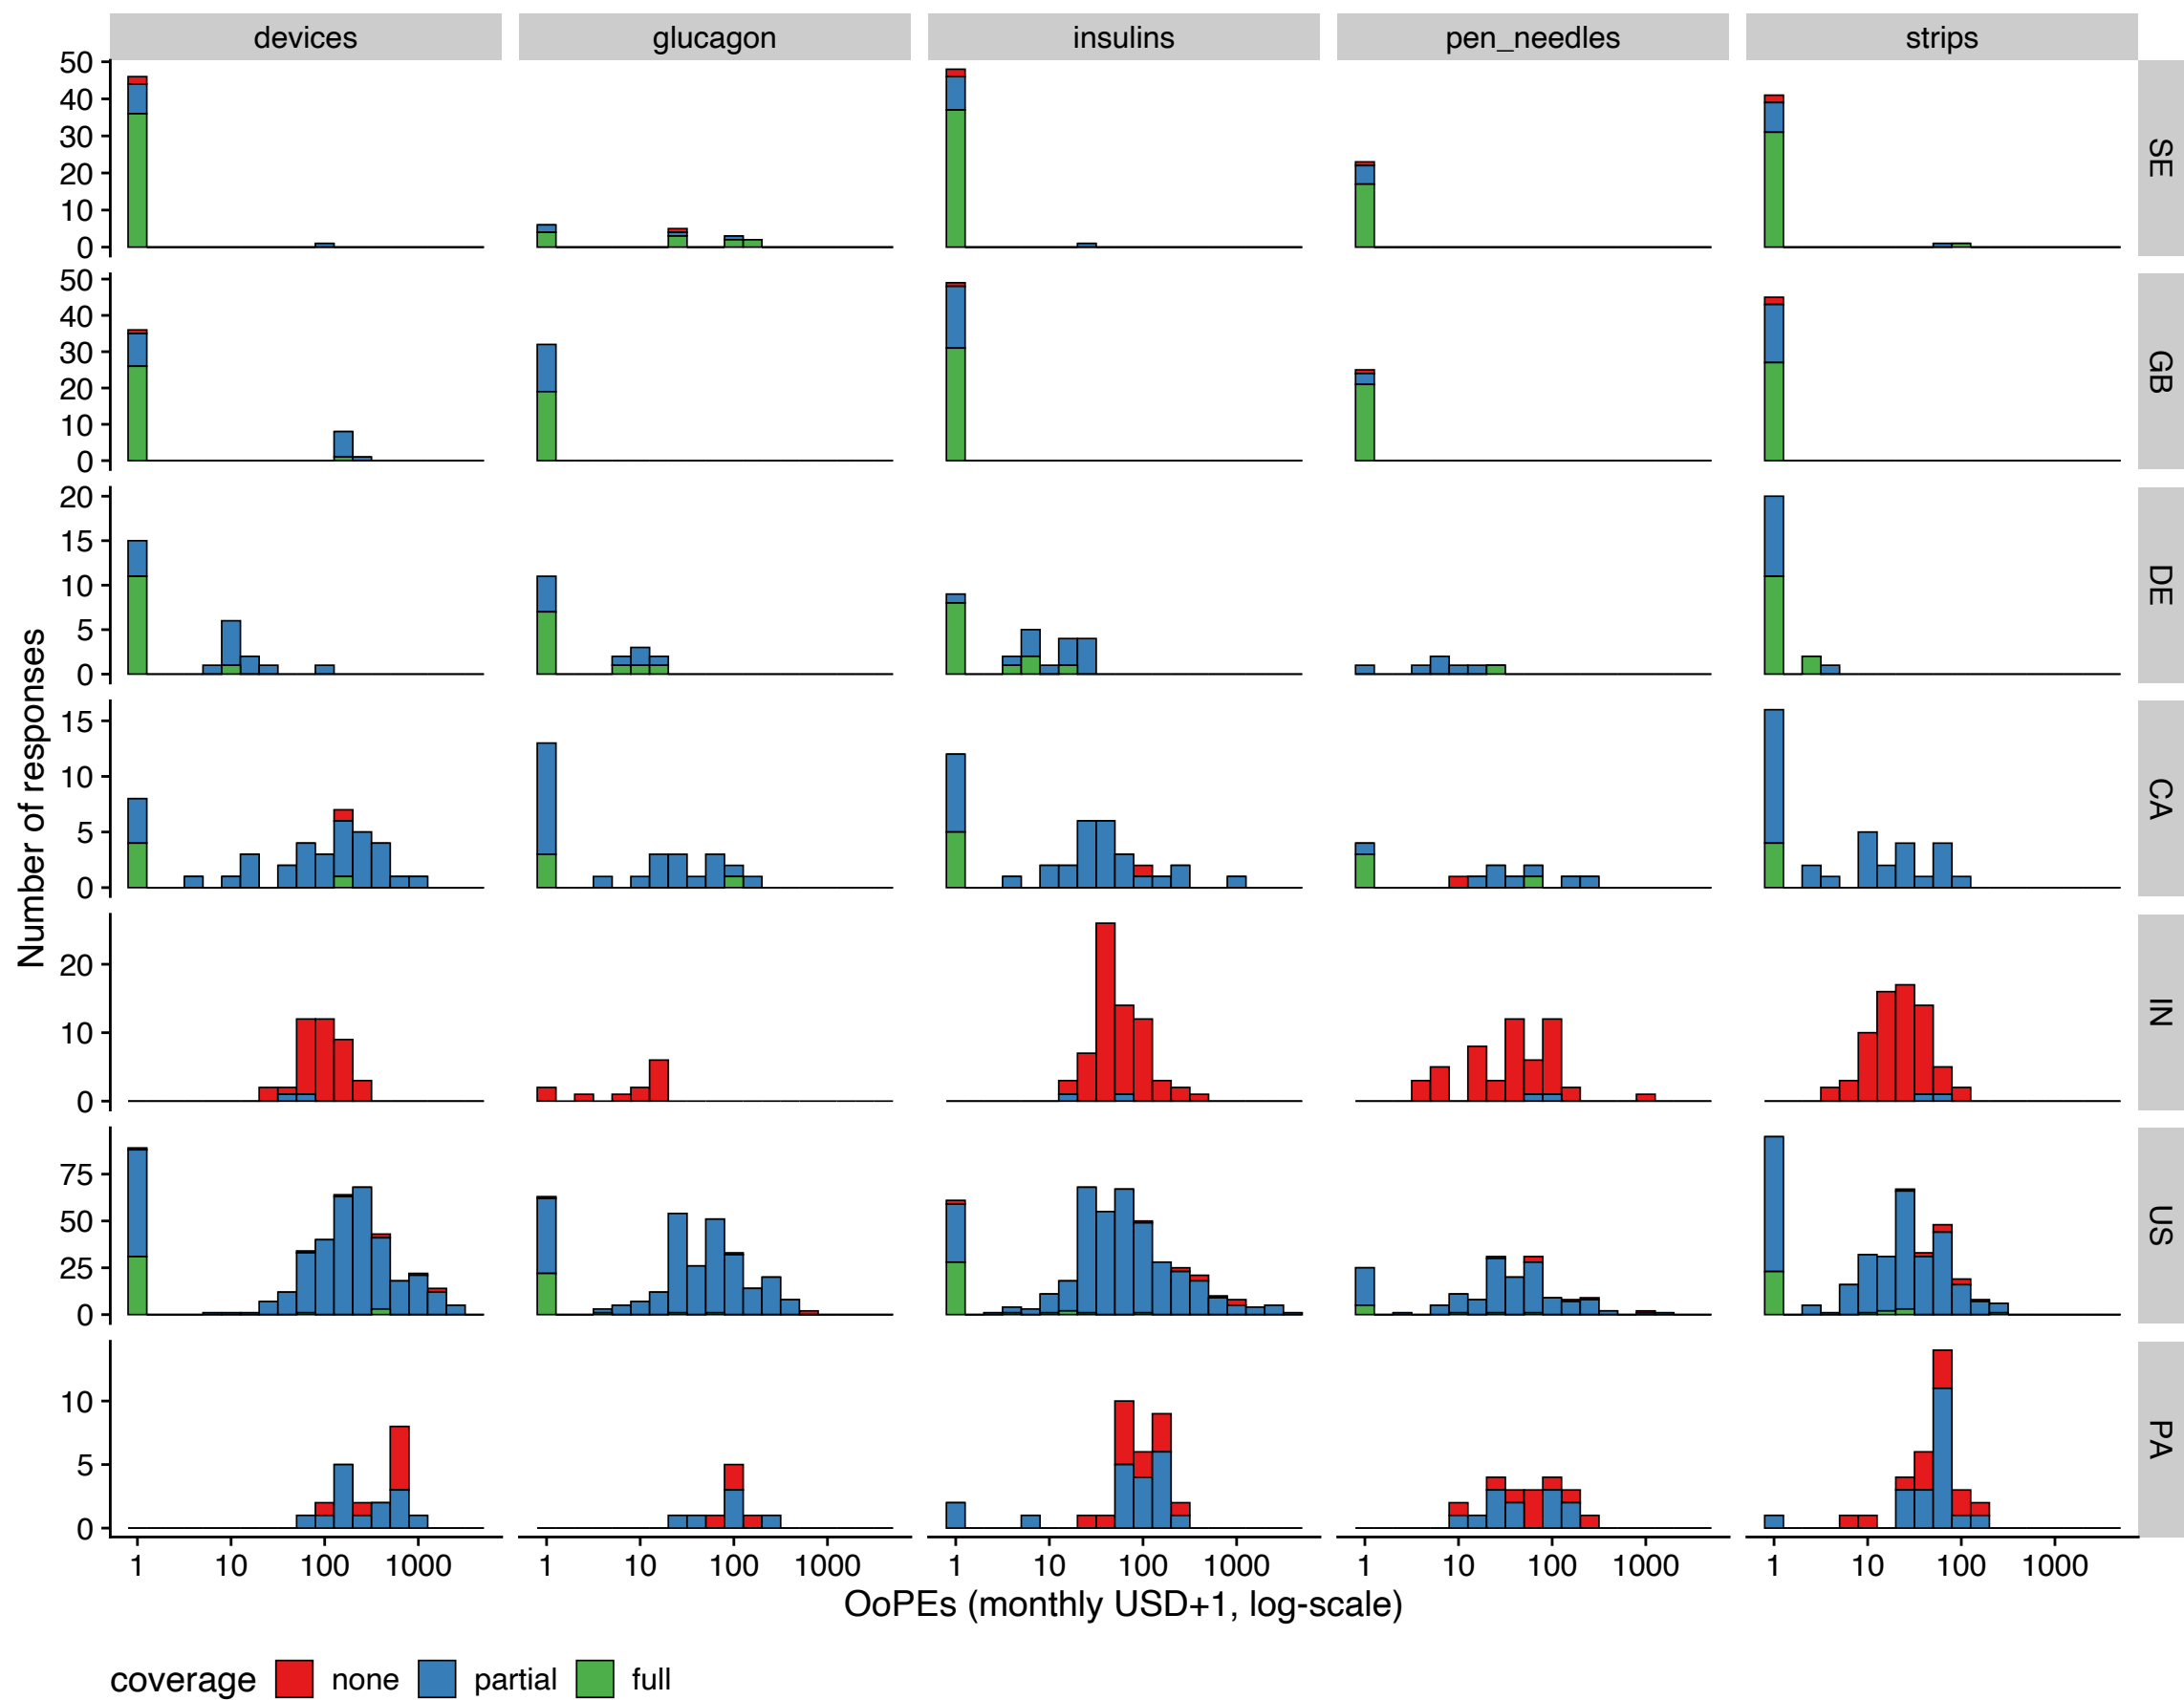 devices glucagon insulins pen_needles strips
50
40
30
20
10
0
SE
50
40
30
20
10
0
GB
20
15
10
5
0
DE
15
10
5
0
CA
20
10
0
IN
75
50
25
0
US
10
5
0
PA
Number of responses
1 10 100 1000 1 10 100 1000 1 10 100 1000 1 10 100 1000 1 10 100 1000
OoPEs (monthly USD+1, log-scale)
coverage none partial full